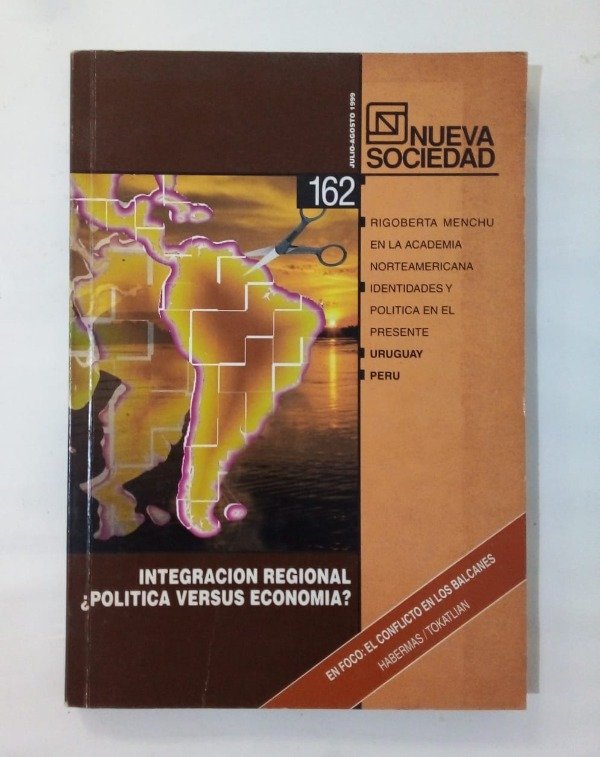 JULIO-AGOSTO 1999
NUEVA
SOCIEDAD
162
RIGOBERTA MENCHU
EN LA ACADEMIA
NORTEAMERICANA
IDENTIDADES Y
POLITICA EN EL
PRESENTE
URUGUAY
PERU
INTEGRACION REGIONAL
¿POLITICA VERSUS ECONOMIA?
EN FOCO: EL CONFLICTO EN LOS BALCANES
HABERMAS / TOKATLIAN